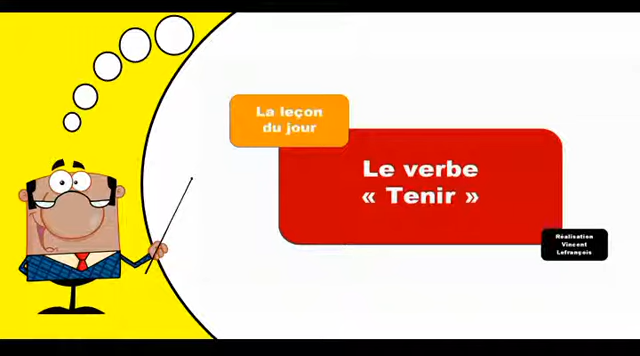 La leçon
du jour
Le verbe
« Tenir »
Réalisation
Vincent
Lefrançois